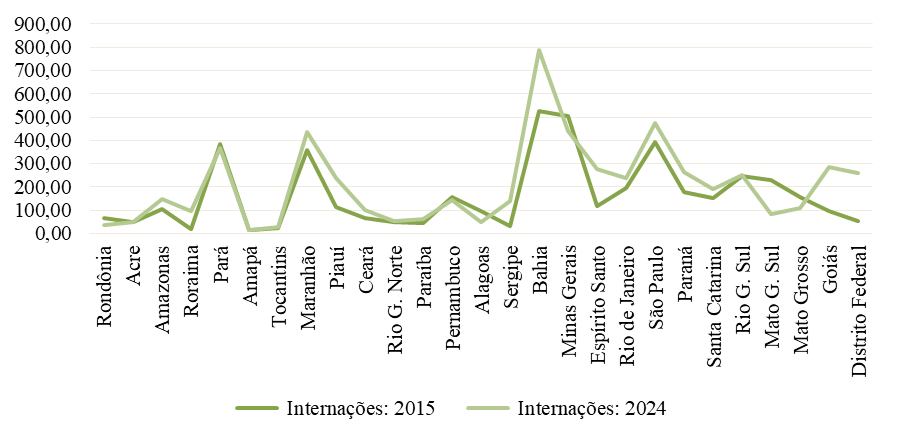 900,00
800,00
700,00
600,00
500,00
400,00
300,00
200,00
100,00
0,00
Rondônia
Acre
Amazonas
Roraima
Pará
Amapá
Tocantins
Maranhão
Piauí
Ceará
Rio G. Norte
Paraíba
Pernambuco
Alagoas
Sergipe
Bahia
Minas Gerais
Espírito Santo
Rio de Janeiro
São Paulo
Paraná
Santa Catarina
Rio G. Sul
Mato G. Sul
Mato Grosso
Goiás
Distrito Federal
Internações: 2015
Internações: 2024